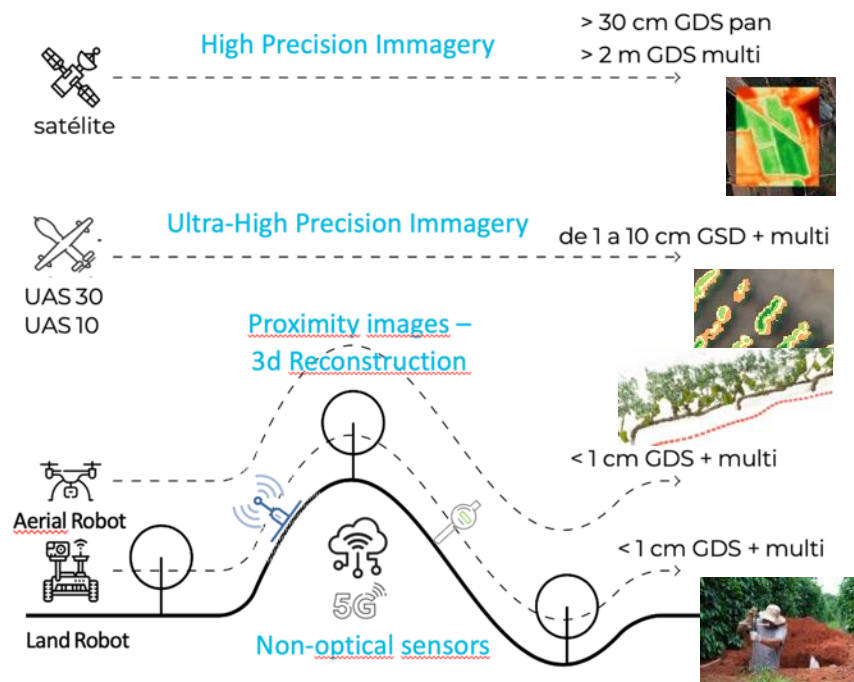 High Precision Immagery
> 30 cm GDS pan
> 2 m GDS multi
satélite
Ultra-High Precision Immagery
de 1 a 10 cm GSD + multi
UAS 30
UAS 10
Proximity images –
3d Reconstruction
< 1 cm GDS + multi
Aerial Robot
< 1 cm GDS + multi
5G
Land Robot
Non-optical sensors